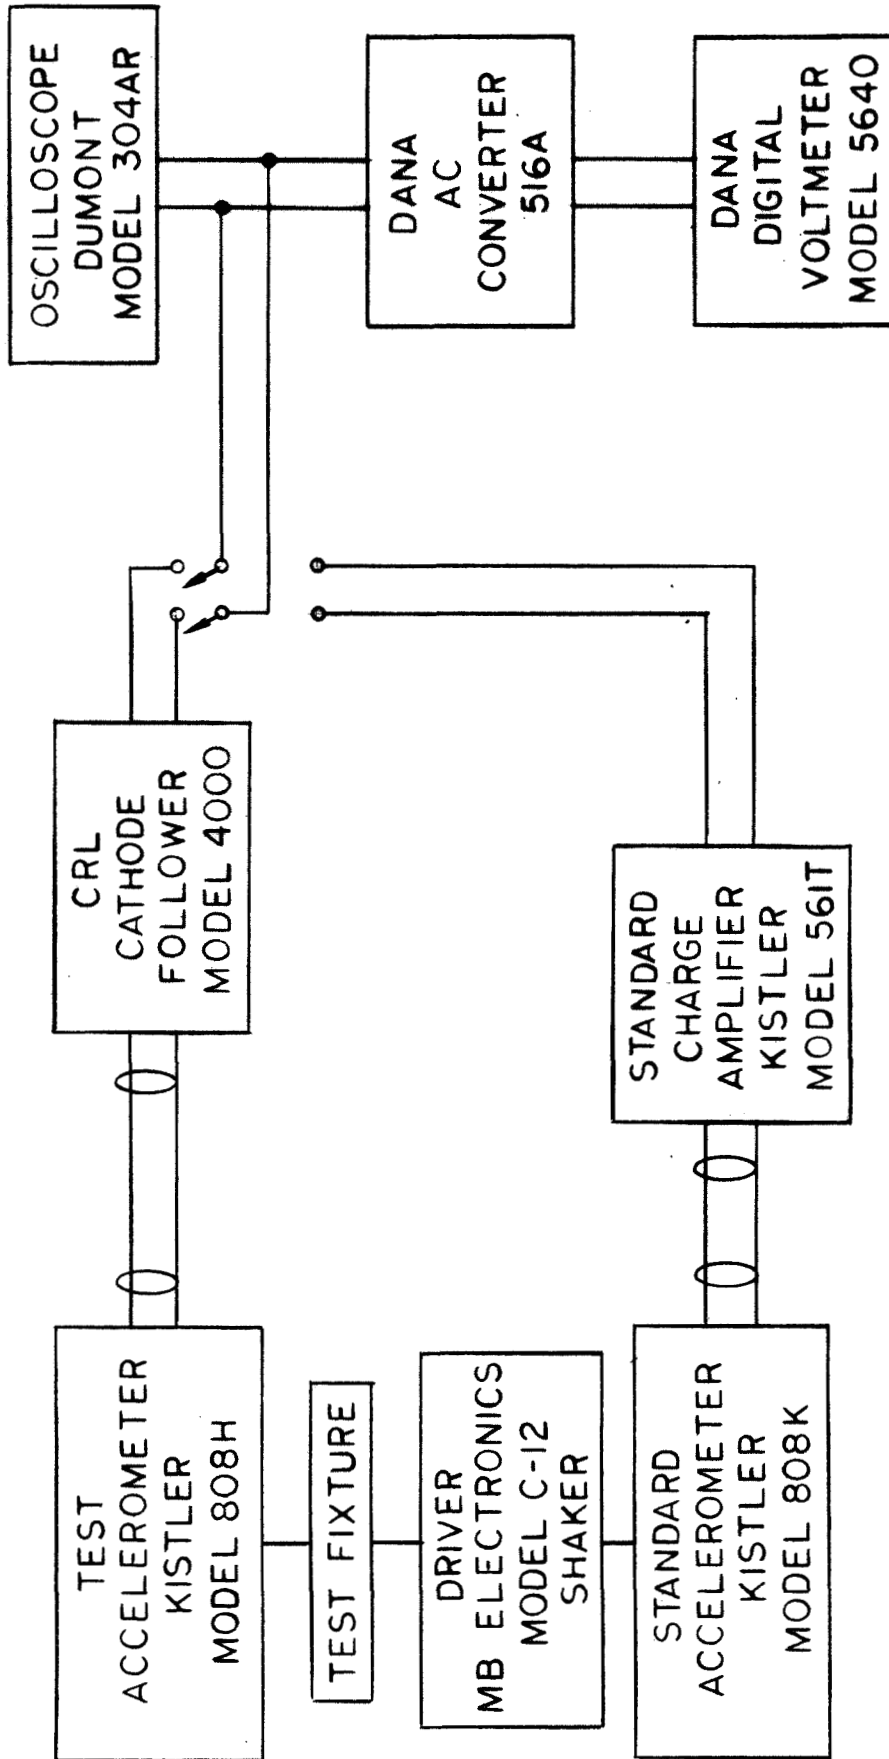 TEST
ACCELEROMETER
KISTLER
MODEL 808H
TEST FIXTURE
DRIVER
MB ELECTRONICS
MODEL C-12
SHAKER
STANDARD
ACCELEROMETER
KISTLER
MODEL 808K
CRL
CATHODE
FOLLOWER
MODEL 4000
STANDARD
CHARGE
AMPLIFIER
KISTLER
MODEL 561T
OSCILLOSCOPE
DUMONT
MODEL 304AR
DANA
AC
CONVERTER
516A
DANA
DIGITAL
VOLTMETER
MODEL 5640